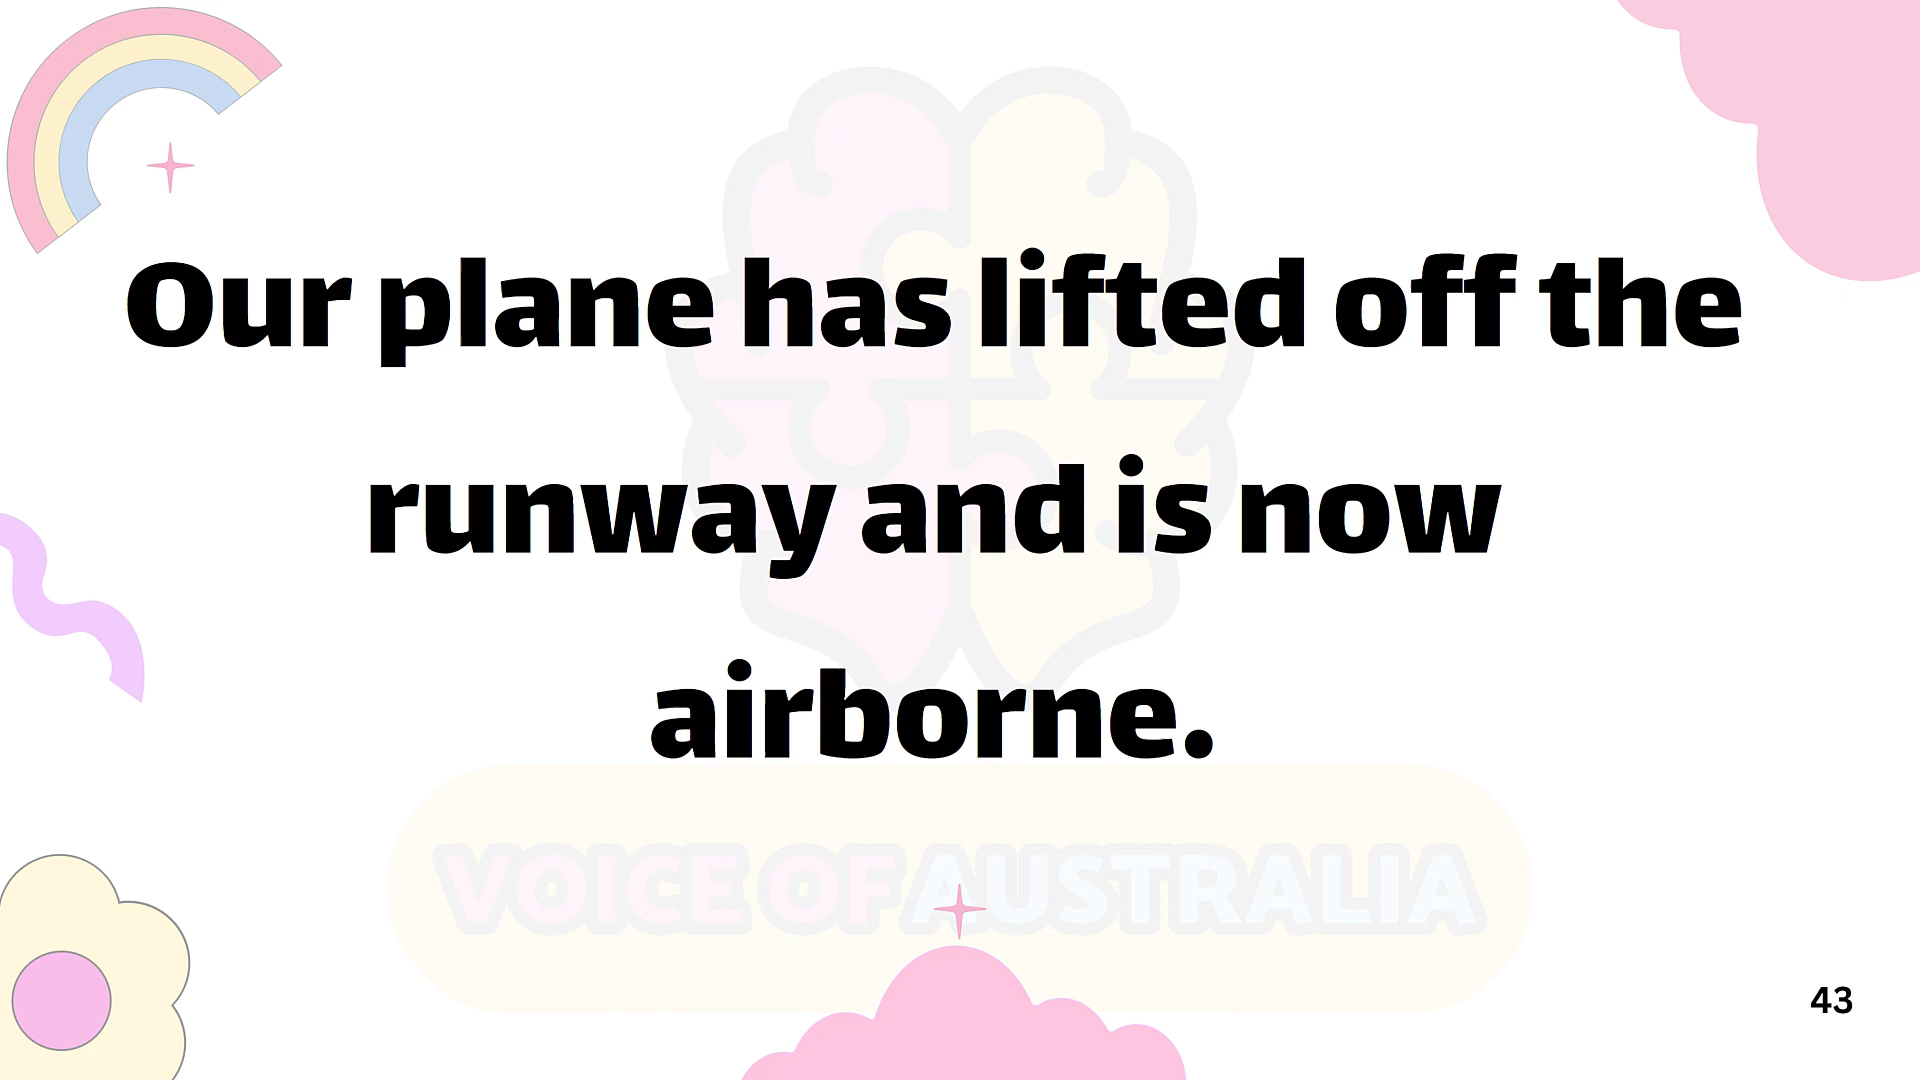 Our plane has lifted off the
runway and is now
airborne.
VOICE OF AUSTRALIA
43